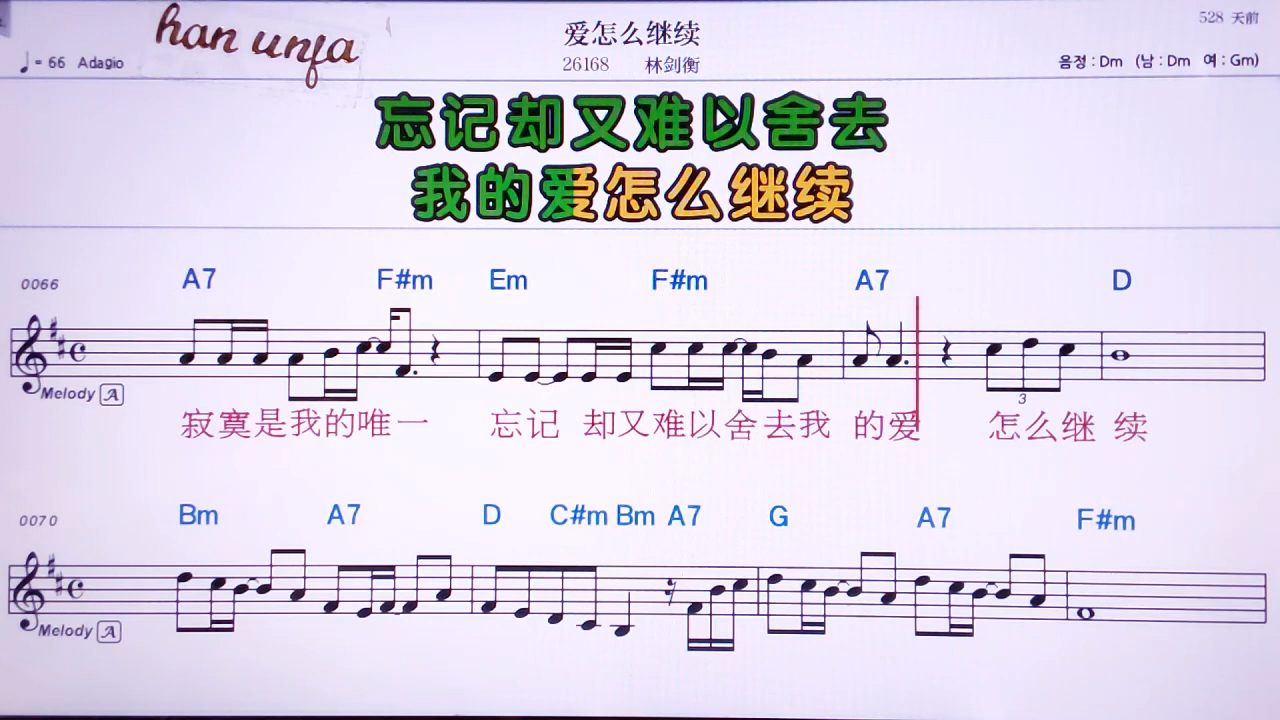 han unfa
528 天前
爱怎么继续
♩= 66 Adagio
26168 林剑衡
음정 : Dm (남 : Dm 여 : Gm)
忘记却又难以舍去
我的爱怎么继续
0066 A7 F#m Em F#m A7 D
3
Melody A
寂寞是我的唯一 忘记 却又难以舍去我 的爱 怎么继 续
0070 Bm A7 D C#m Bm A7 G A7 F#m
Melody A